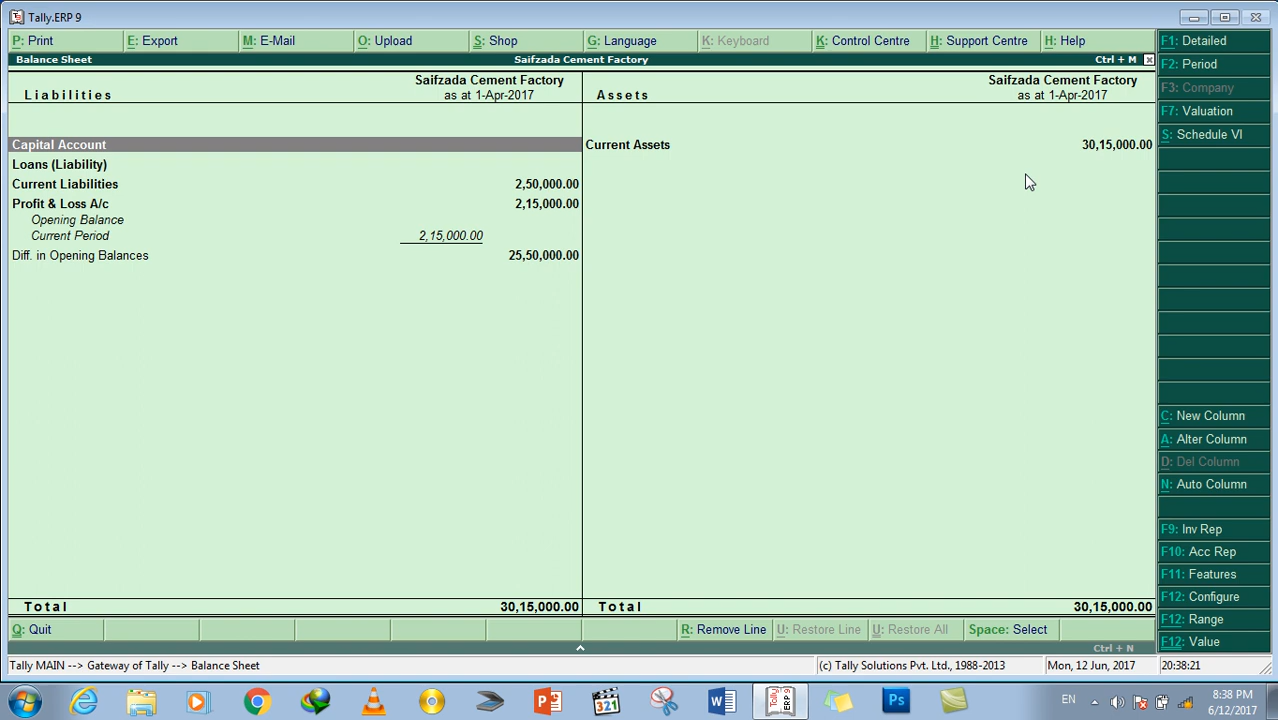 Tally.ERP 9
P: Print E: Export M: E-Mail O: Upload S: Shop G: Language K: Keyboard K: Control Centre H: Support Centre H: Help
Balance Sheet Saifzada Cement Factory Ctrl + M
Liabilities Saifzada Cement Factory as at 1-Apr-2017
Assets Saifzada Cement Factory as at 1-Apr-2017
Capital Account
Loans (Liability)
Current Liabilities 2,50,000.00
Profit & Loss A/c 2,15,000.00
Opening Balance
Current Period 2,15,000.00
Diff. in Opening Balances 25,50,000.00
Current Assets 30,15,000.00
Total 30,15,000.00
Total 30,15,000.00
F1: Detailed
F2: Period
F3: Company
F7: Valuation
S: Schedule VI
C: New Column
A: Alter Column
D: Del Column
N: Auto Column
F9: Inv Rep
F10: Acc Rep
F11: Features
F12: Configure
F12: Range
F12: Value
Q: Quit R: Remove Line U: Restore Line U: Restore All Space: Select
Ctrl + N
Tally MAIN --> Gateway of Tally --> Balance Sheet (c) Tally Solutions Pvt. Ltd., 1988-2013 Mon, 12 Jun, 2017 20:38:21
321
Tally ERP 9
Ps
EN
8:38 PM
6/12/2017